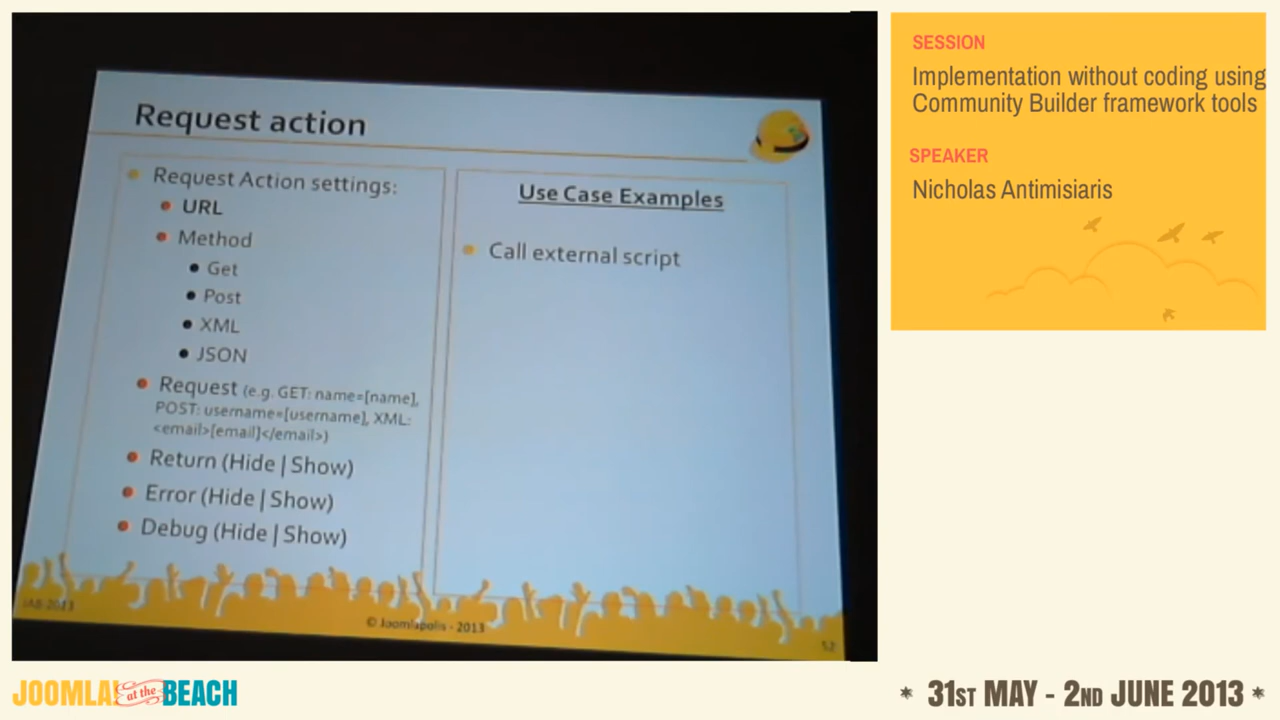 Request action
Request Action settings:
URL
Method
Get
Post
XML
JSON
Request (e.g. GET: name=[name],
POST: username=[username], XML:
<email>[email]</email>)
Return (Hide | Show)
Error (Hide | Show)
Debug (Hide | Show)
Use Case Examples
Call external script
JAB 2013
© Joomlapolis - 2013
52
SESSION
Implementation without coding using
Community Builder framework tools
SPEAKER
Nicholas Antimisiaris
JOOMLA! at the BEACH
* 31ST MAY - 2ND JUNE 2013 *